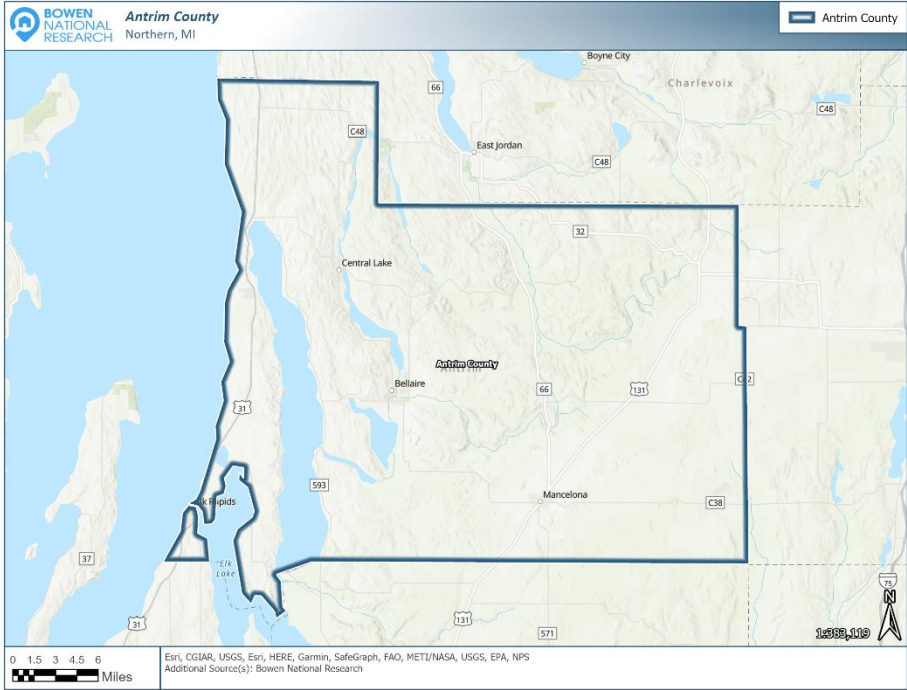 BOWEN
NATIONAL
RESEARCH
Antrim County
Northern, MI
Antrim County
Boyne City
Charlevoix
66
C48
C48
East Jordan
C48
32
Central Lake
Antrim County
Antrim
Bellaire
66
131
31
593
Mancelona
C38
Elk
Lake
37
75
N
31
131
571
1:383,119
0 1.5 3 4.5 6
Miles
Esri, CGIAR, USGS, Esri, HERE, Garmin, SafeGraph, FAO, METI/NASA, USGS, EPA, NPS
Additional Source(s): Bowen National Research